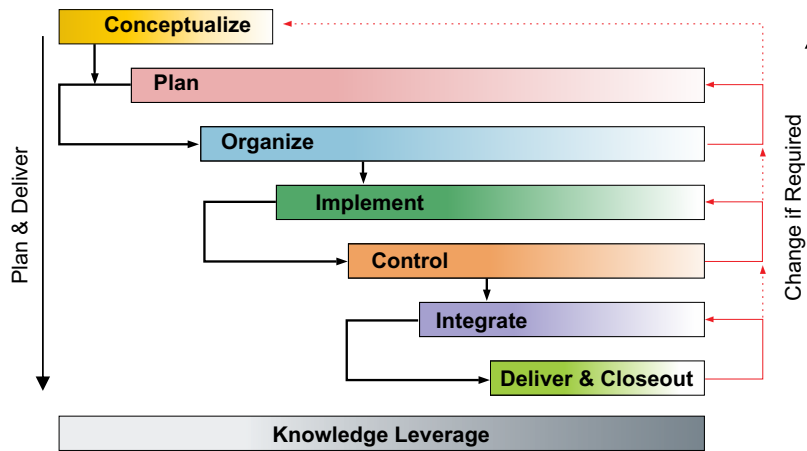 Conceptualize
Plan
Organize
Implement
Control
Integrate
Deliver & Closeout
Knowledge Leverage
Plan & Deliver
Change if Required